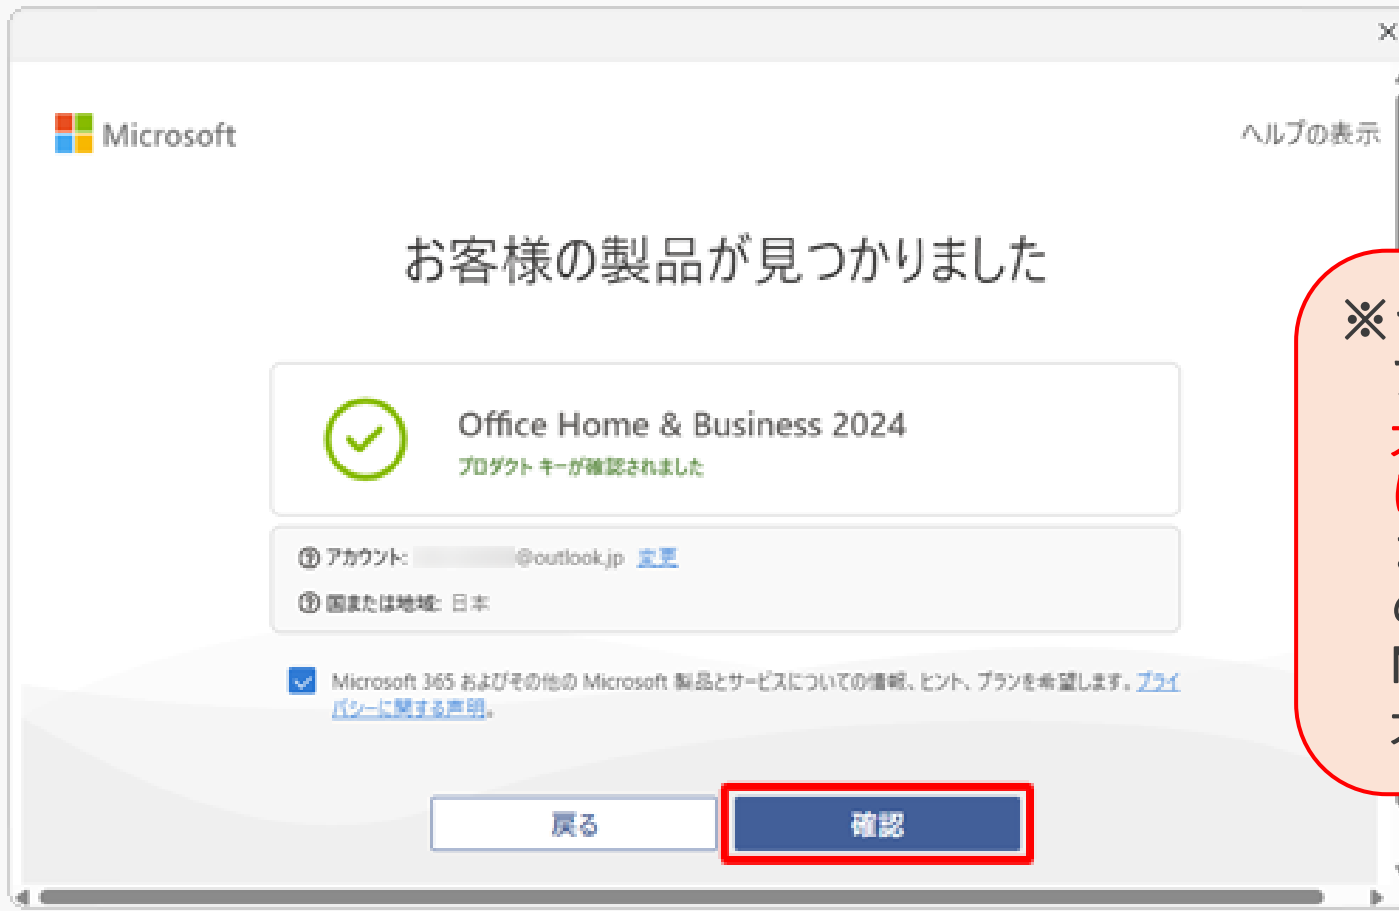 Microsoft
ヘルプの表示
お客様の製品が見つかりました
Office Home & Business 2024
プロダクト キーが確認されました
アカウント: @outlook.jp 変更
国または地域: 日本
Microsoft 365 およびその他の Microsoft 製品とサービスについての情報、ヒント、プランを希望します。プライ
バシーに関する声明。
※
戻る
確認